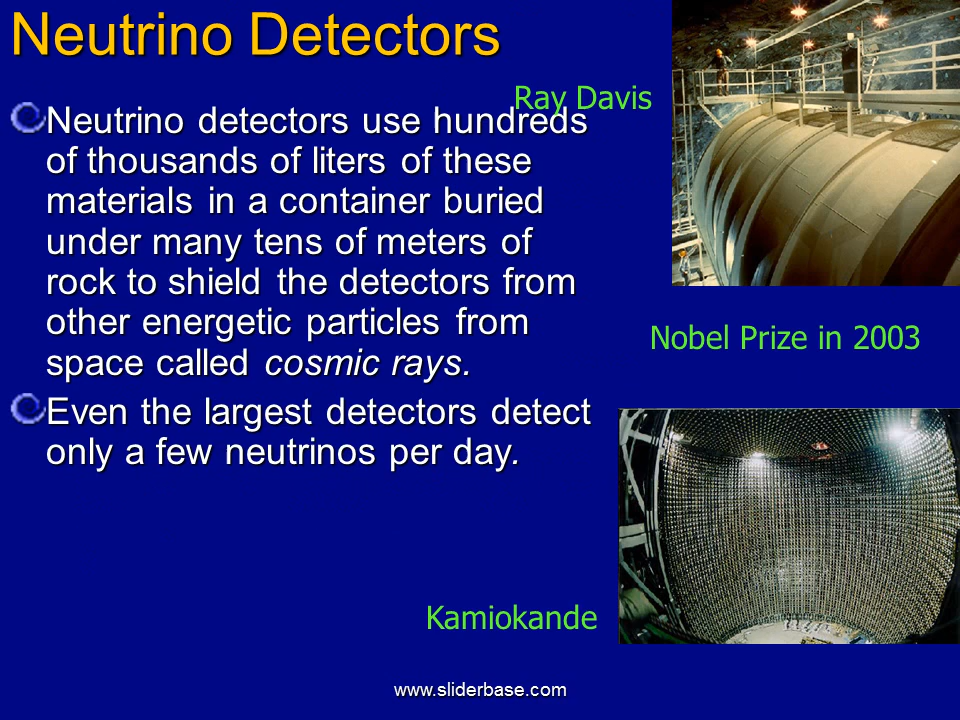 Neutrino Detectors
Ray Davis
Neutrino detectors use hundreds
of thousands of liters of these
materials in a container buried
under many tens of meters of
rock to shield the detectors from
other energetic particles from
space called cosmic rays.
Even the largest detectors detect
only a few neutrinos per day.
Nobel Prize in 2003
Kamiokande
www.sliderbase.com